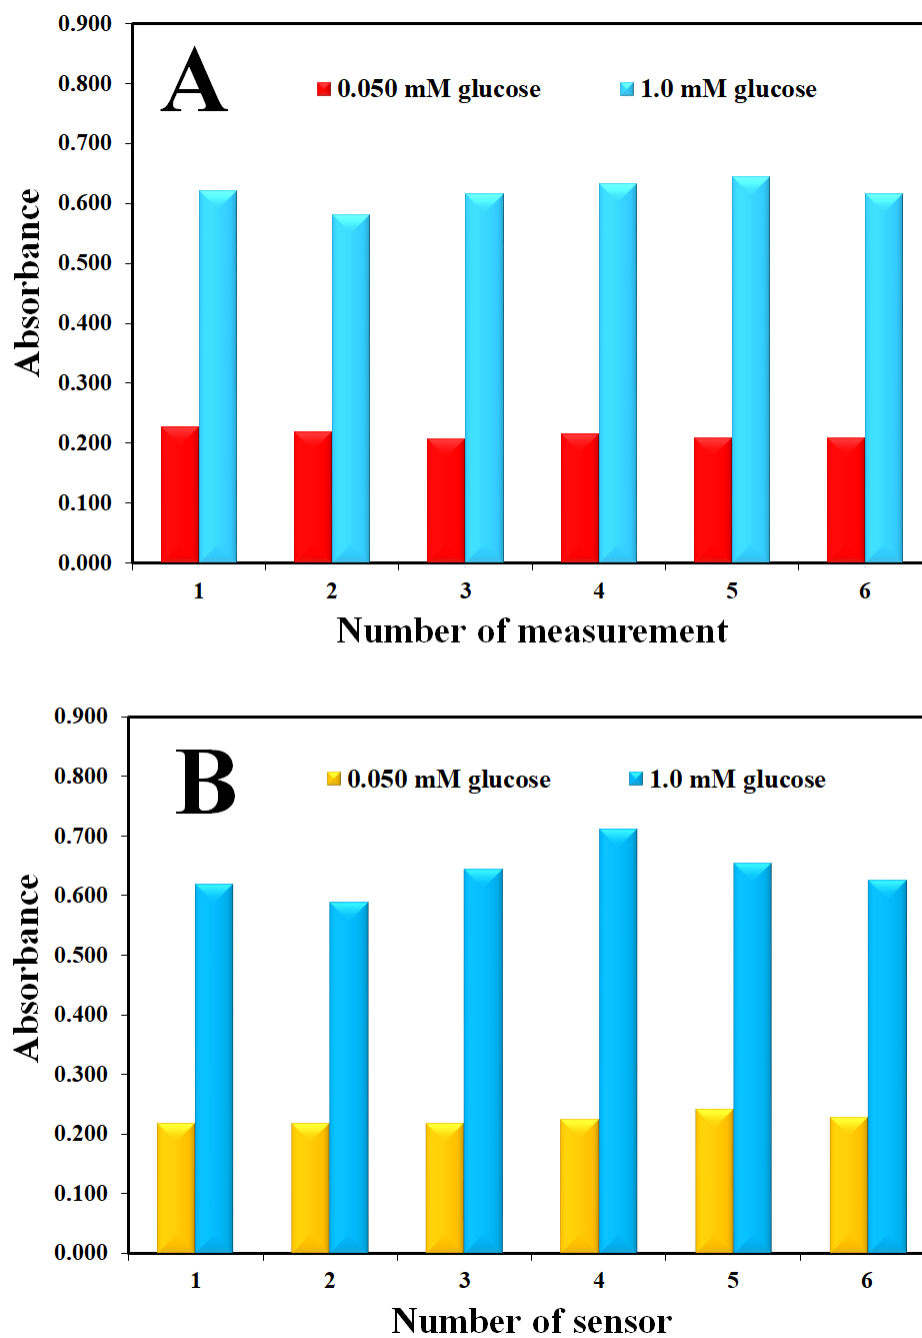 A
0.050 mM glucose
1.0 mM glucose
0.900
0.800
0.700
0.600
0.500
0.400
0.300
0.200
0.100
0.000
Absorbance
1 2 3 4 5 6
Number of measurement
B
0.050 mM glucose
1.0 mM glucose
0.900
0.800
0.700
0.600
0.500
0.400
0.300
0.200
0.100
0.000
Absorbance
1 2 3 4 5 6
Number of sensor